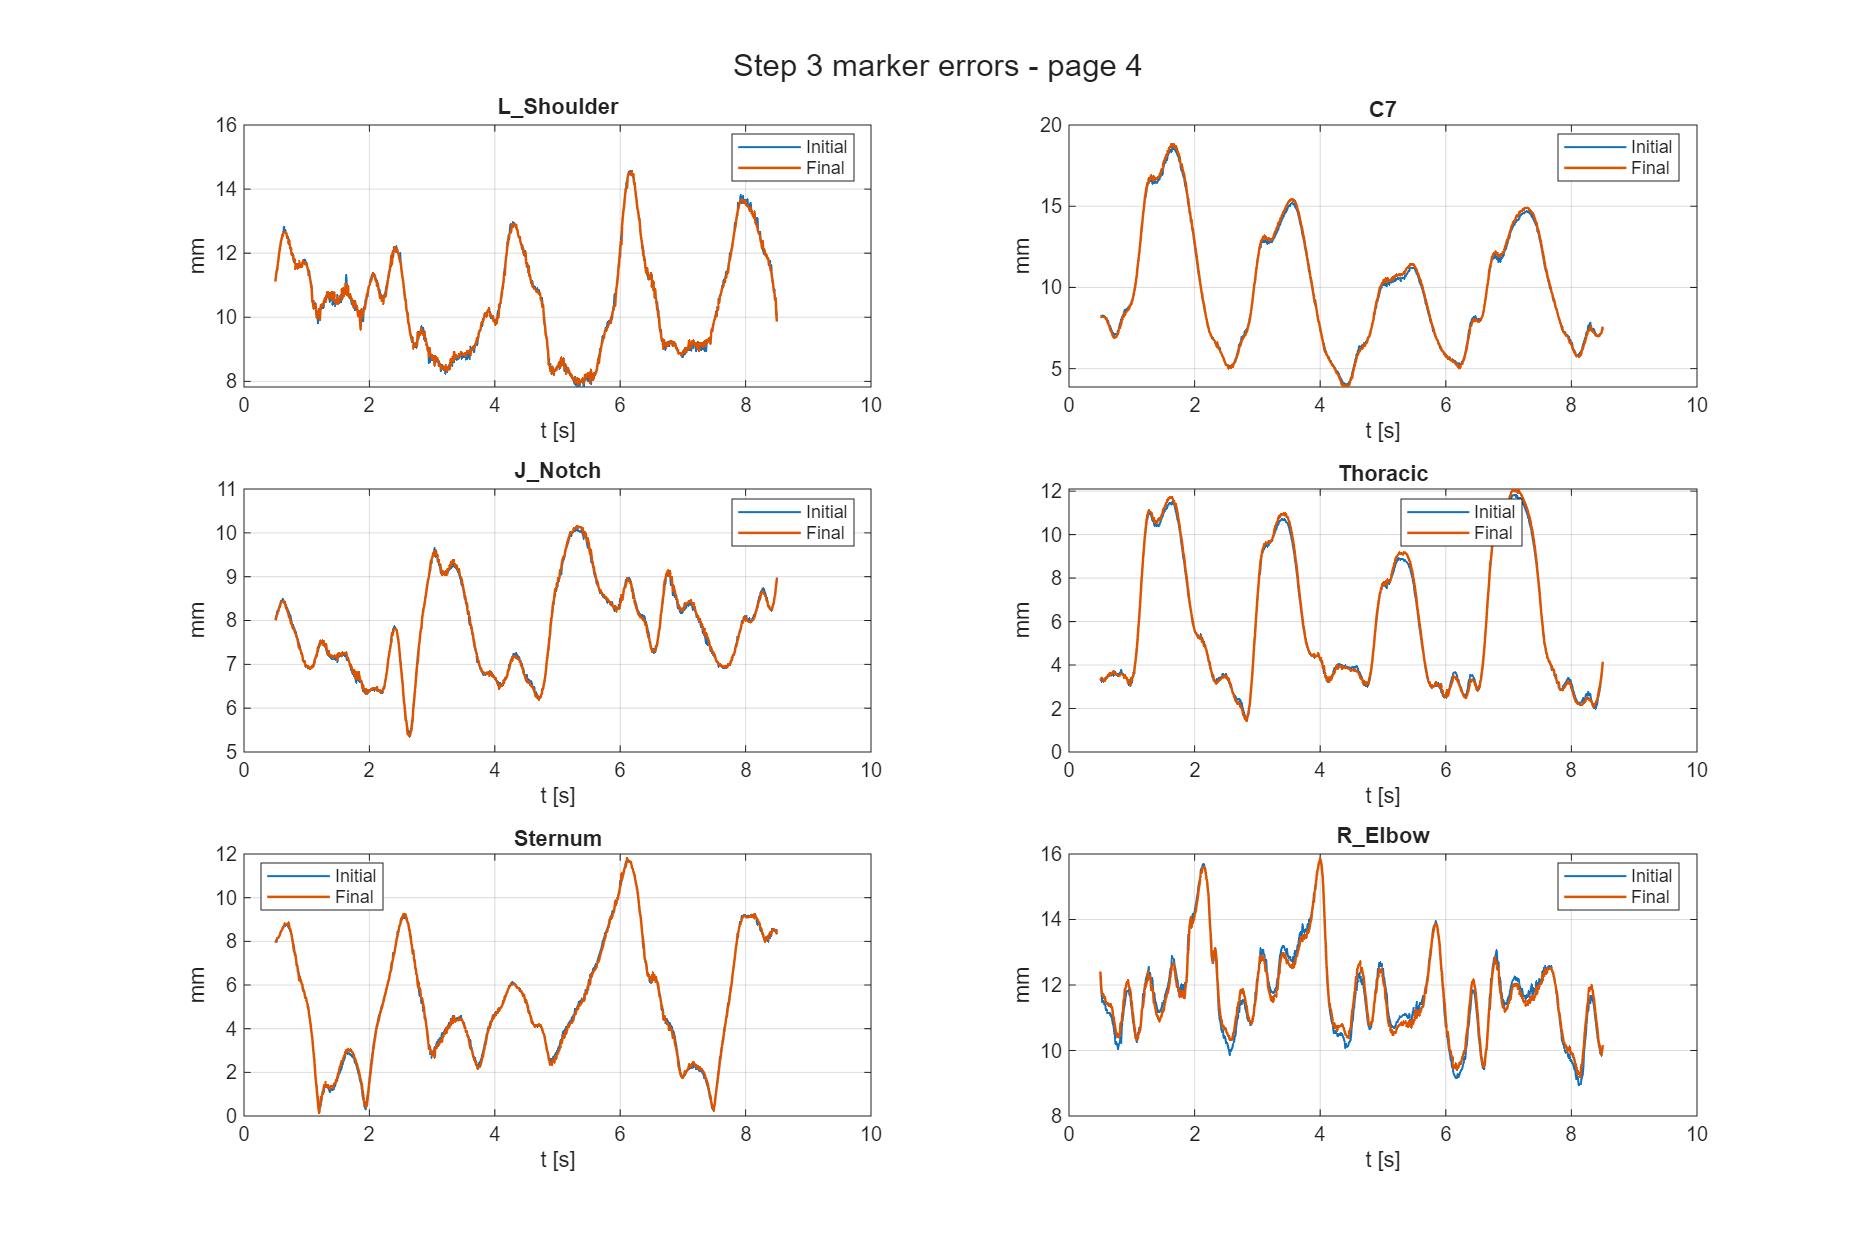 Step 3 marker errors - page 4
L_Shoulder
16
14
12
10
8
mm
0 2 4 6 8 10
t [s]
Initial
Final
C7
20
15
10
5
mm
0 2 4 6 8 10
t [s]
Initial
Final
J_Notch
11
10
9
8
7
6
5
mm
0 2 4 6 8 10
t [s]
Initial
Final
Thoracic
12
10
8
6
4
2
0
mm
0 2 4 6 8 10
t [s]
Initial
Final
Sternum
12
10
8
6
4
2
0
mm
0 2 4 6 8 10
t [s]
Initial
Final
R_Elbow
16
14
12
10
8
mm
0 2 4 6 8 10
t [s]
Initial
Final